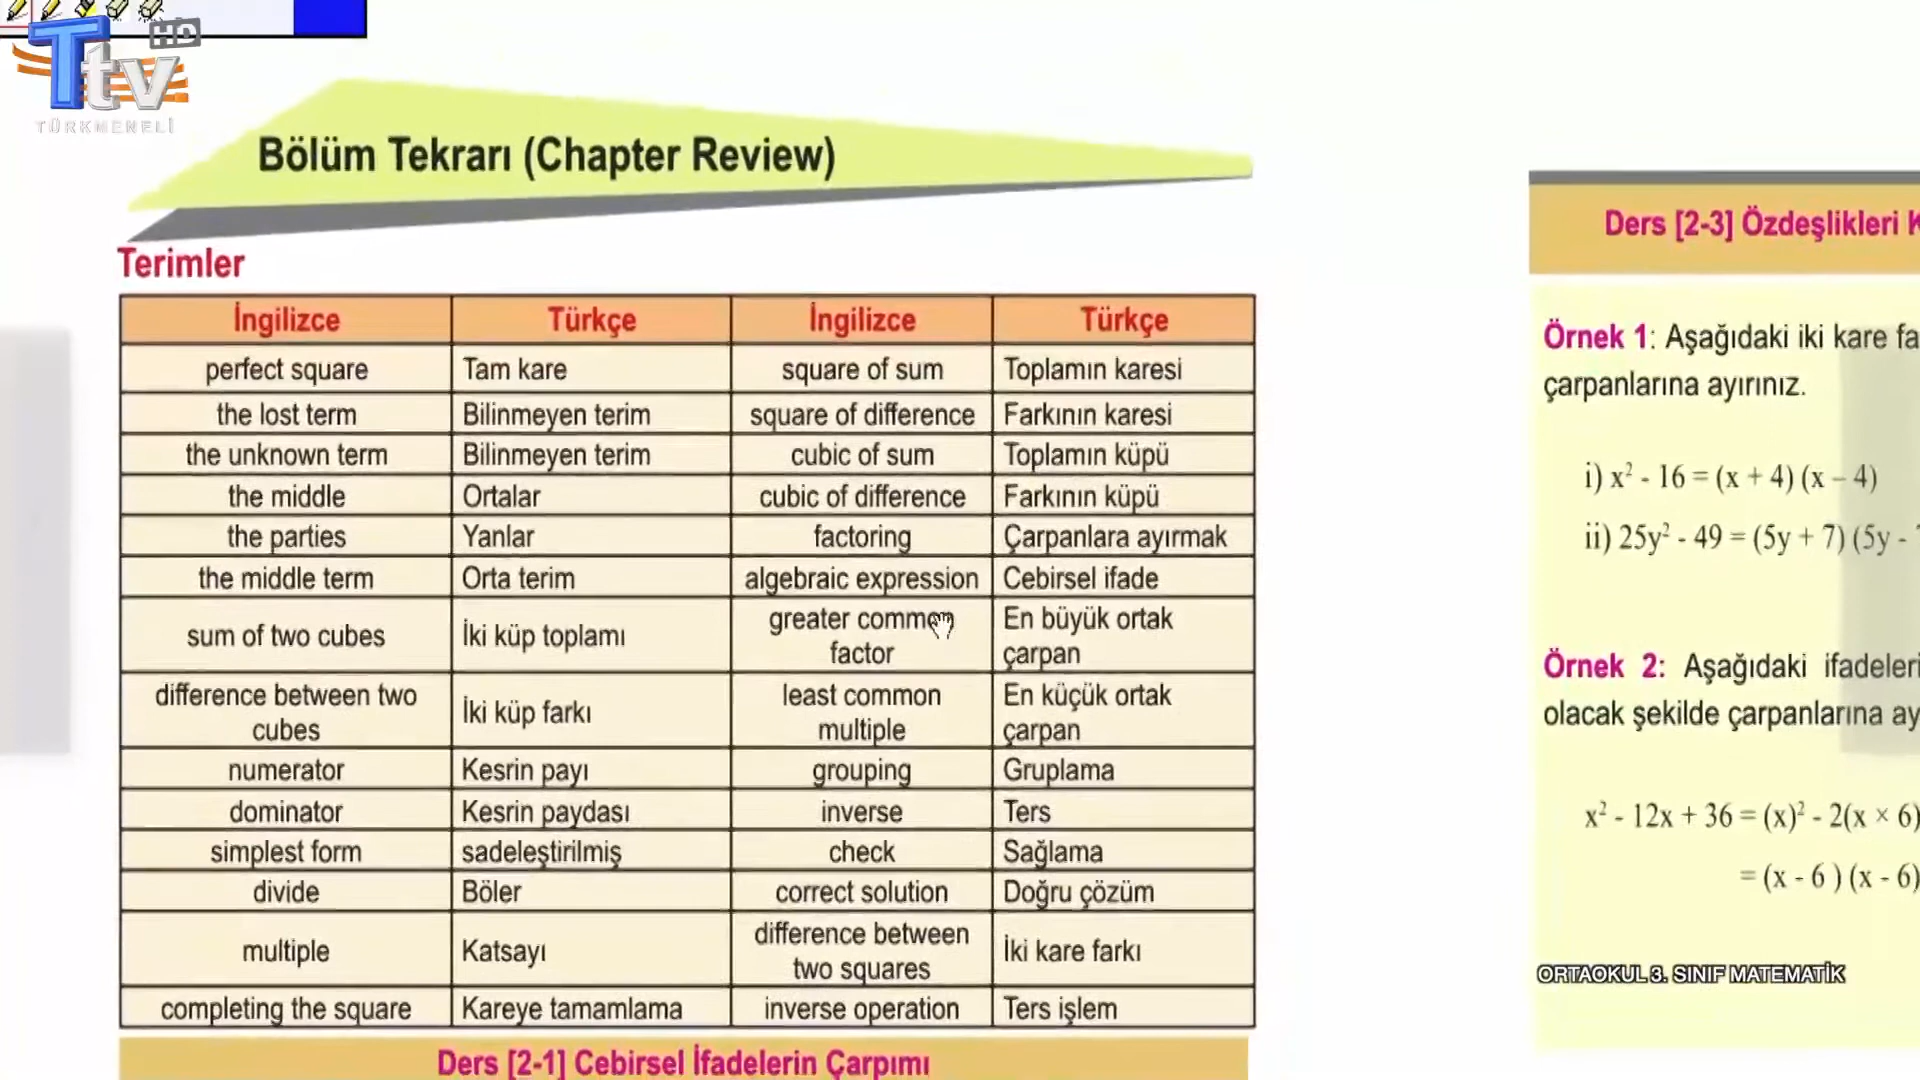 HD
Ttv
TÜRKMENELİ
Bölüm Tekrarı (Chapter Review)
Terimler
İngilizce Türkçe İngilizce Türkçe
perfect square Tam kare square of sum Toplamın karesi
the lost term Bilinmeyen terim square of difference Farkının karesi
the unknown term Bilinmeyen terim cubic of sum Toplamın küpü
the middle Ortalar cubic of difference Farkının küpü
the parties Yanlar factoring Çarpanlara ayırmak
the middle term Orta terim algebraic expression Cebirsel ifade
sum of two cubes İki küp toplamı greater common factor En büyük ortak çarpan
difference between two cubes İki küp farkı least common multiple En küçük ortak çarpan
numerator Kesrin payı grouping Gruplama
dominator Kesrin paydası inverse Ters
simplest form sadeleştirilmiş check Sağlama
divide Böler correct solution Doğru çözüm
multiple Katsayı difference between two squares İki kare farkı
completing the square Kareye tamamlama inverse operation Ters işlem
Ders [2-1] Cebirsel İfadelerin Çarpımı
Ders [2-3] Özdeşlikleri K
Örnek 1: Aşağıdaki iki kare fa
çarpanlarına ayırınız.
i) x² - 16 = (x + 4) (x – 4)
ii) 25y² - 49 = (5y + 7) (5y -
Örnek 2: Aşağıdaki ifadeleri
olacak şekilde çarpanlarına ay
x² - 12x + 36 = (x)² - 2(x × 6)
= (x - 6 ) (x - 6)
ORTAOKUL 3. SINIF MATEMATİK